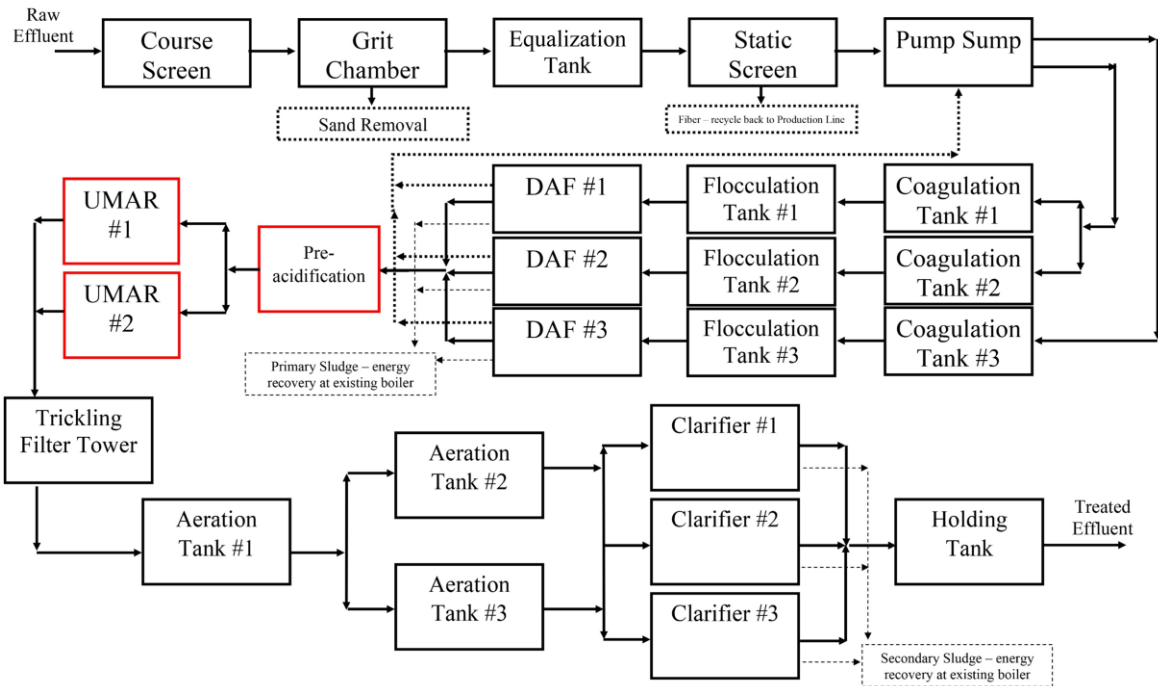 Raw
Effluent
Course
Screen
Grit
Chamber
Equalization
Tank
Static
Screen
Pump Sump
Sand Removal
Fiber – recycle back to Production Line
UMAR
#1
UMAR
#2
Pre-
acidification
DAF #1
DAF #2
DAF #3
Flocculation
Tank #1
Flocculation
Tank #2
Flocculation
Tank #3
Coagulation
Tank #1
Coagulation
Tank #2
Coagulation
Tank #3
Primary Sludge – energy
recovery at existing boiler
Trickling
Filter Tower
Aeration
Tank #1
Aeration
Tank #2
Aeration
Tank #3
Clarifier #1
Clarifier #2
Clarifier #3
Holding
Tank
Treated
Effluent
Secondary Sludge – energy
recovery at existing boiler